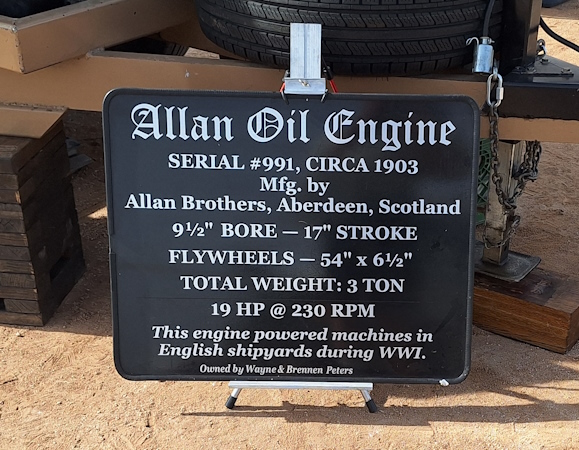 Allan Oil Engine
SERIAL #991, CIRCA 1903
Mfg. by
Allan Brothers, Aberdeen, Scotland
9½" BORE — 17" STROKE
FLYWHEELS — 54" x 6½"
TOTAL WEIGHT: 3 TON
19 HP @ 230 RPM
This engine powered machines in
English shipyards during WWI.
Owned by Wayne & Brennen Peters